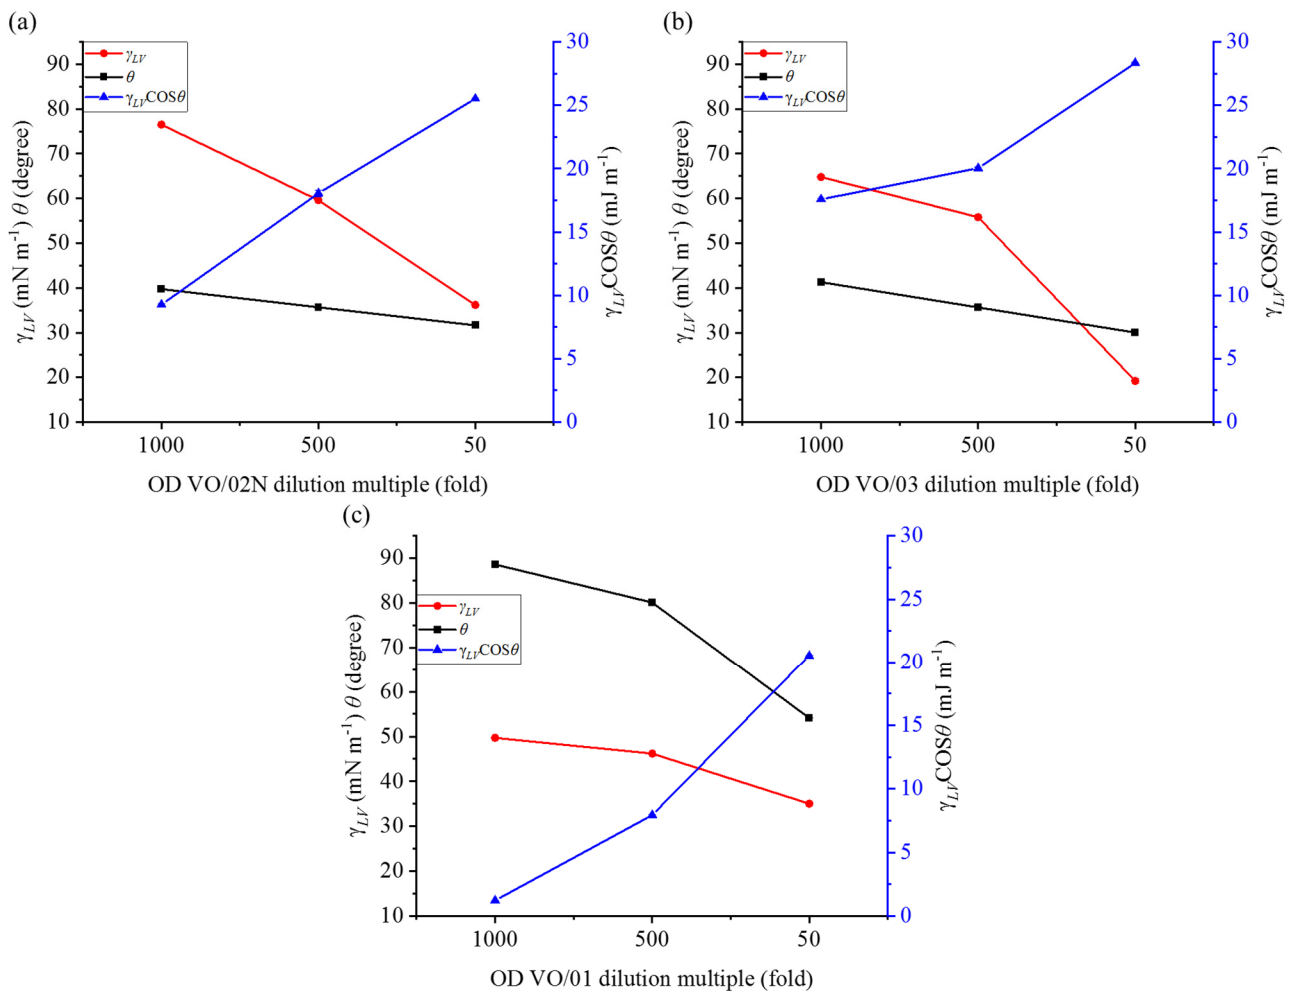 (a)
γLV
θ
γLVCOSθ
90
80
70
60
50
40
30
20
10
γLV (mN m-1) θ (degree)
30
25
20
15
10
5
0
γLVCOSθ (mJ m-1)
1000 500 50
OD VO/02N dilution multiple (fold)
(b)
γLV
θ
γLVCOSθ
90
80
70
60
50
40
30
20
10
γLV (mN m-1) θ (degree)
30
25
20
15
10
5
0
γLVCOSθ (mJ m-1)
1000 500 50
OD VO/03 dilution multiple (fold)
(c)
γLV
θ
γLVCOSθ
90
80
70
60
50
40
30
20
10
γLV (mN m-1) θ (degree)
30
25
20
15
10
5
0
γLVCOSθ (mJ m-1)
1000 500 50
OD VO/01 dilution multiple (fold)